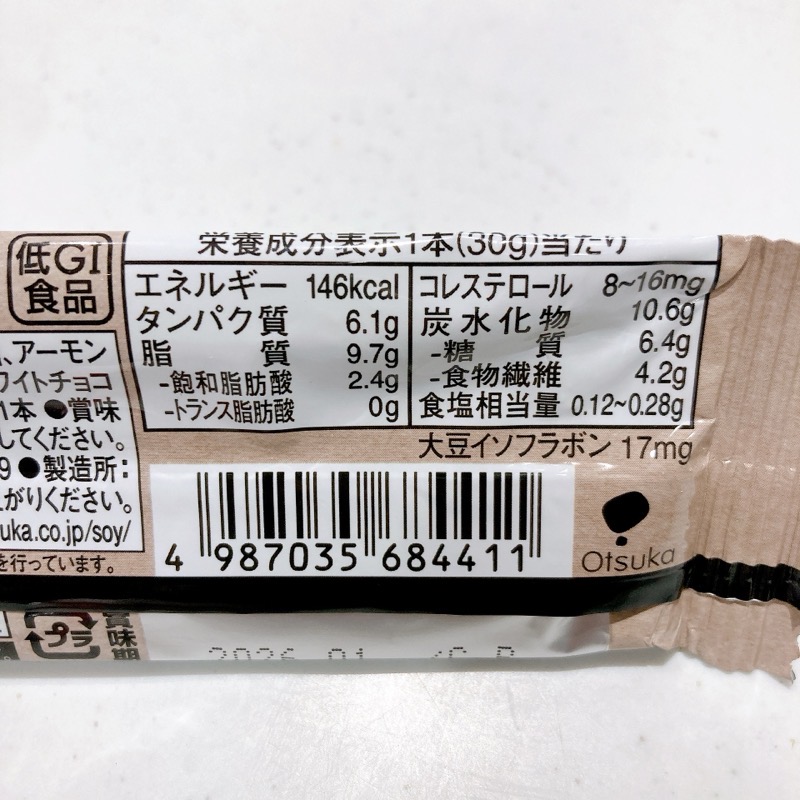 栄養成分表示1本(30g)当たり
低GI
食品
エネルギー 146kcal
タンパク質 6.1g
脂質 9.7g
-飽和脂肪酸 2.4g
-トランス脂肪酸 0g
コレステロール 8~16mg
炭水化物 10.6g
-糖質 6.4g
-食物繊維 4.2g
食塩相当量 0.12~0.28g
大豆イソフラボン 17mg
、アーモン
ワイトチョコ
1本 ●賞味
してください。
9 ●製造所:
上がりください。
uka.co.jp/soy/
を行っています。
4 987035 684411
Otsuka
プラ
賞味期
2026 01